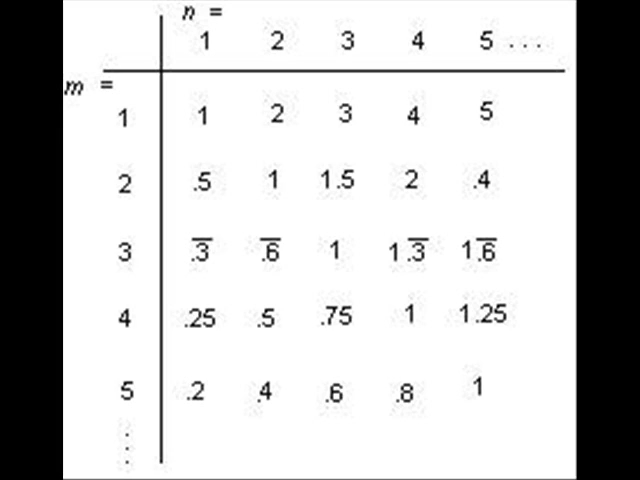 n =
1 2 3 4 5 . . .
m =
1 1 2 3 4 5
2 .5 1 1.5 2 .4
3 .3̅ .6̅ 1 1.3̅ 1.6̅
4 .25 .5 .75 1 1.25
5 .2 .4 .6 .8 1